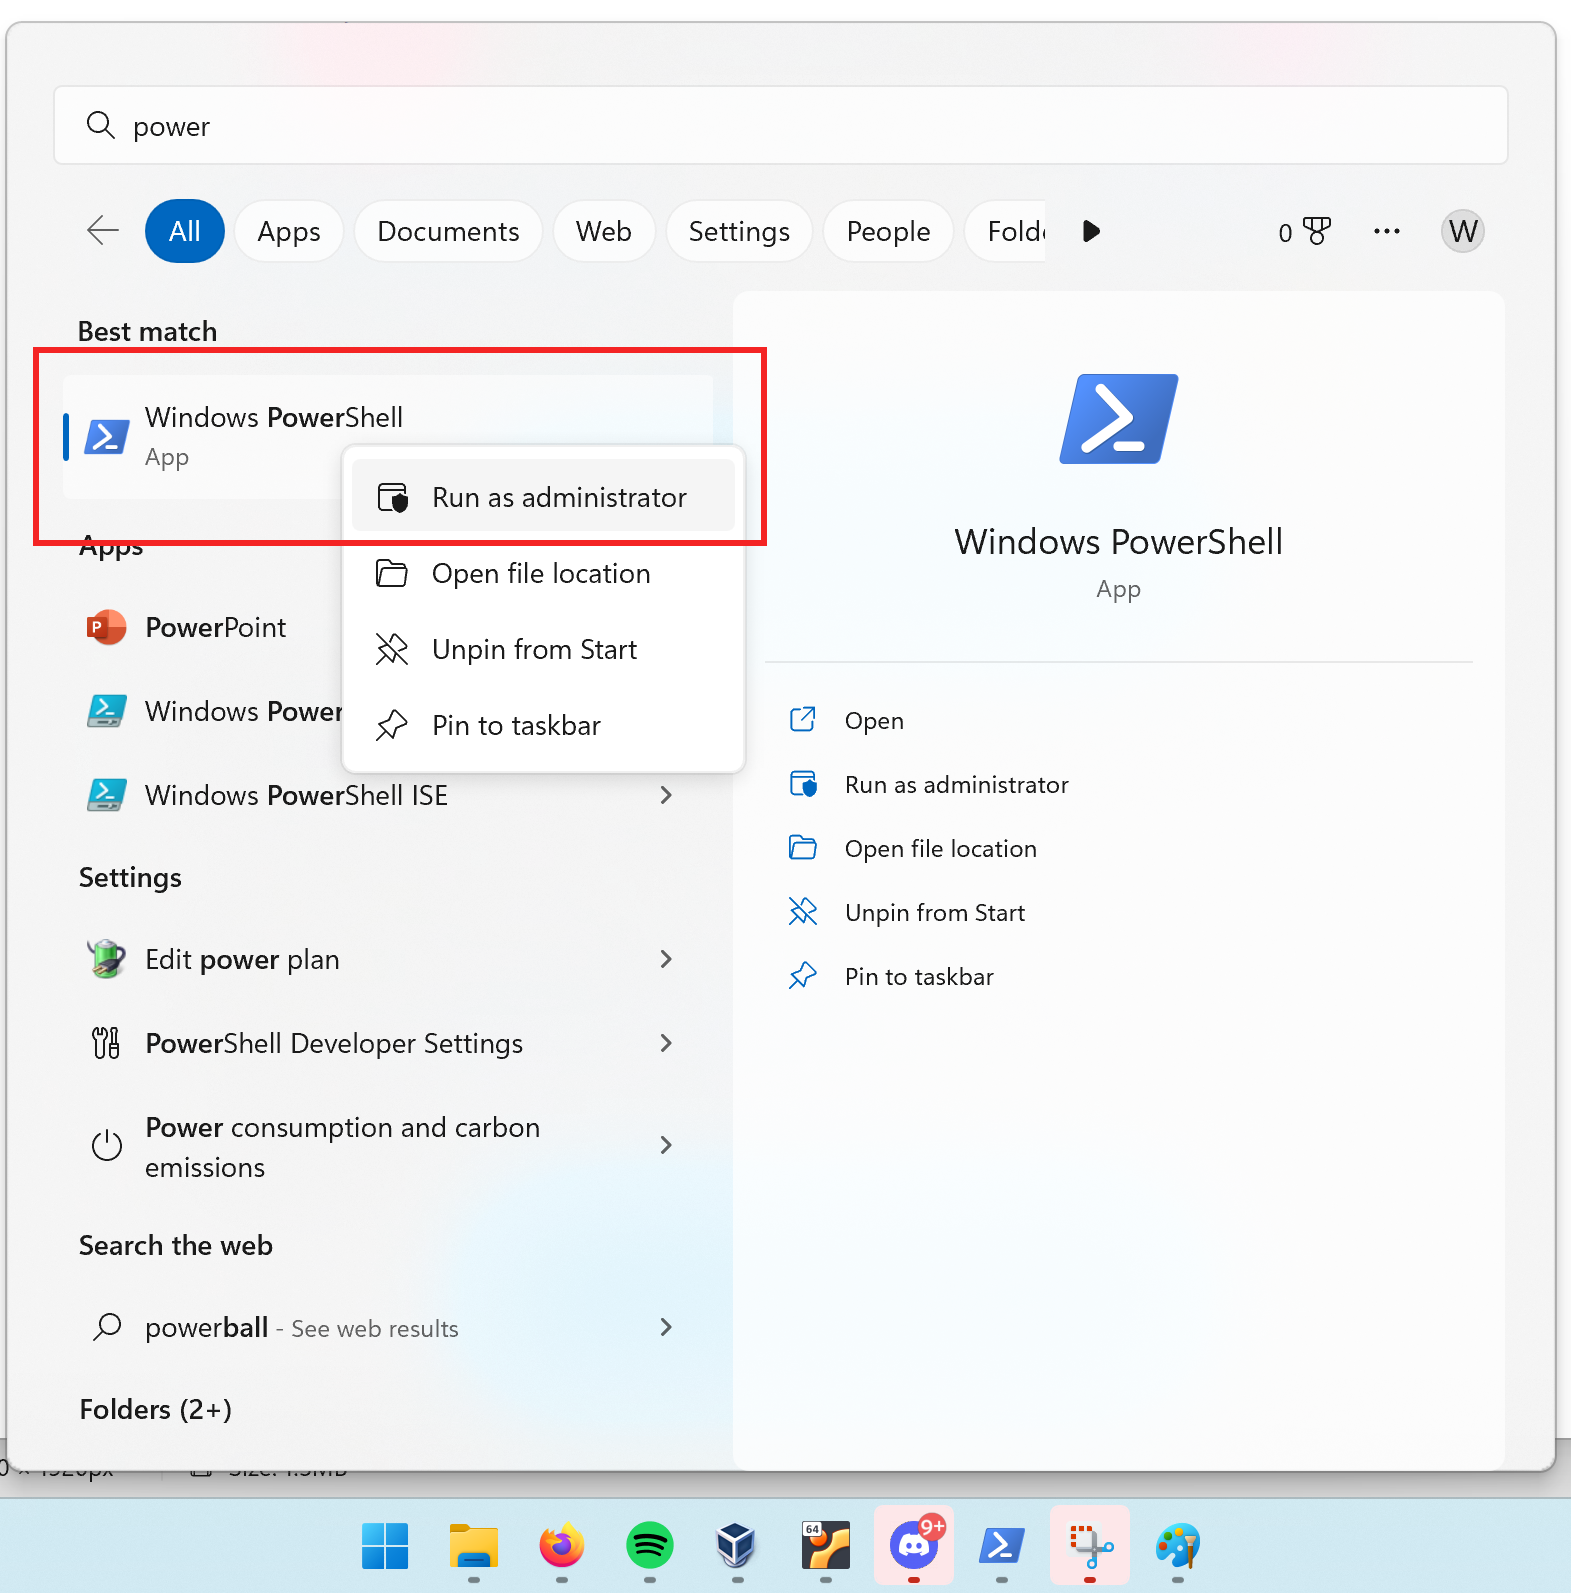 power
All Apps Documents Web Settings People Folde 0 W
Best match
Windows PowerShell
App
Run as administrator
Open file location
Unpin from Start
Pin to taskbar
Apps
PowerPoint
Windows Power
Windows PowerShell ISE
Settings
Edit power plan
PowerShell Developer Settings
Power consumption and carbon
emissions
Search the web
powerball - See web results
Folders (2+)
Windows PowerShell
App
Open
Run as administrator
Open file location
Unpin from Start
Pin to taskbar
64
9+